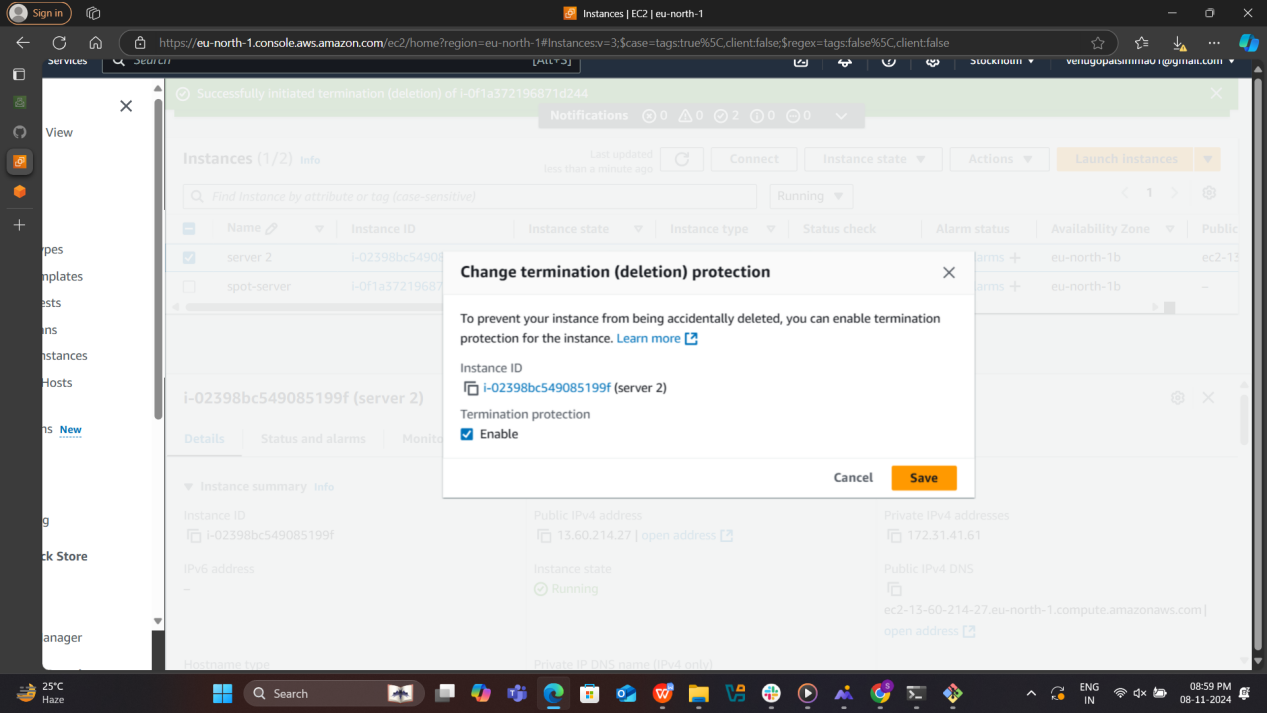 Sign in
Instances | EC2 | eu-north-1
https://eu-north-1.console.aws.amazon.com/ec2/home?region=eu-north-1#Instances:v=3;$case=tags:true%5C,client:false;$regex=tags:false%5C,client:false
Services
Search
[Alt+S]
Stockholm
venugopalsimma01@gmail.com
Successfully initiated termination (deletion) of i-0f1a372196871d244
Notifications 0 0 2 0 0
View
Instances (1/2) Info
Last updated
less than a minute ago
Connect
Instance state
Actions
Launch instances
Find Instance by attribute or tag (case-sensitive)
Running
1
Name
Instance ID
Instance state
Instance type
Status check
Alarm status
Availability Zone
Public
server 2
i-02398bc54908
arms +
eu-north-1b
ec2-13
spot-server
i-0f1a37219687
arms +
eu-north-1b
–
ypes
mplates
ests
ans
nstances
Hosts
ns New
g
ck Store
anager
Change termination (deletion) protection
To prevent your instance from being accidentally deleted, you can enable termination
protection for the instance. Learn more
Instance ID
i-02398bc549085199f (server 2)
Termination protection
Enable
Cancel
Save
i-02398bc549085199f (server 2)
Details
Status and alarms
Monito
Instance summary Info
Instance ID
i-02398bc549085199f
Public IPv4 address
13.60.214.27 | open address
Private IPv4 addresses
172.31.41.61
IPv6 address
–
Instance state
Running
Public IPv4 DNS
ec2-13-60-214-27.eu-north-1.compute.amazonaws.com |
open address
Hostname type
Private IP DNS name (IPv4 only)
25°C
Haze
Search
ENG
IN
08:59 PM
08-11-2024